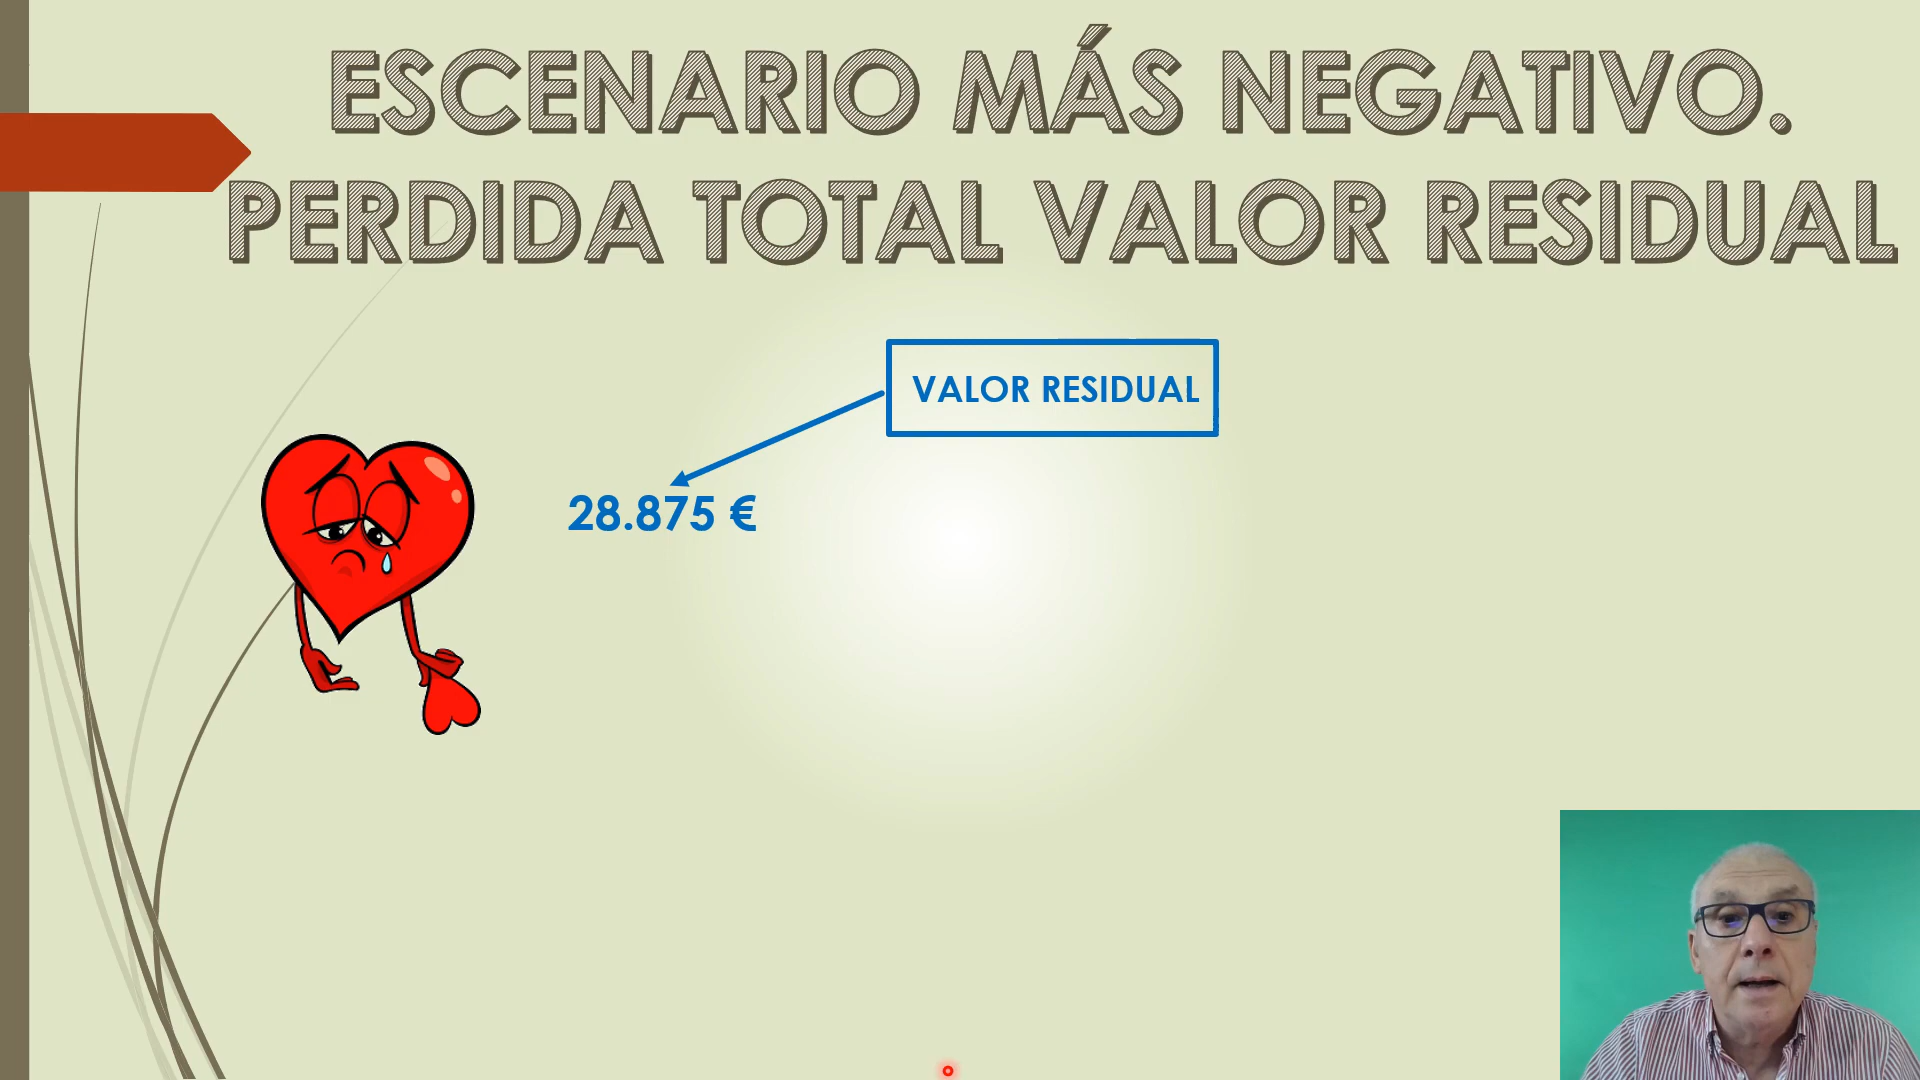 ESCENARIO MÁS NEGATIVO.
PERDIDA TOTAL VALOR RESIDUAL
VALOR RESIDUAL
28.875 €